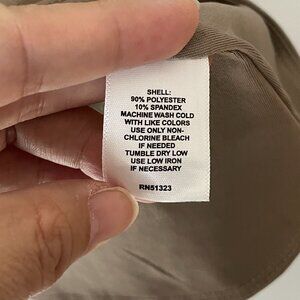 SHELL:
90% POLYESTER
10% SPANDEX
MACHINE WASH COLD
WITH LIKE COLORS
USE ONLY NON-
CHLORINE BLEACH
IF NEEDED
TUMBLE DRY LOW
USE LOW IRON
IF NECESSARY
RN51323